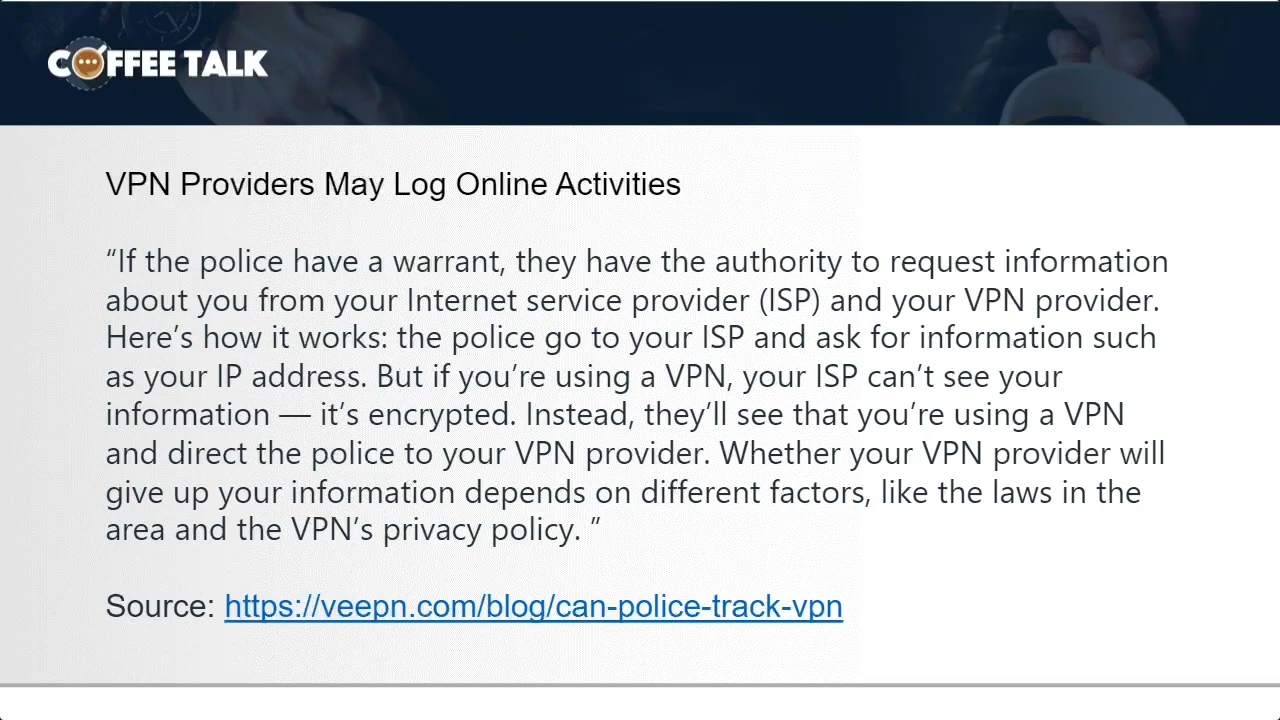 COFFEE TALK
VPN Providers May Log Online Activities
“If the police have a warrant, they have the authority to request information
about you from your Internet service provider (ISP) and your VPN provider.
Here’s how it works: the police go to your ISP and ask for information such
as your IP address. But if you’re using a VPN, your ISP can’t see your
information — it’s encrypted. Instead, they’ll see that you’re using a VPN
and direct the police to your VPN provider. Whether your VPN provider will
give up your information depends on different factors, like the laws in the
area and the VPN’s privacy policy. ”
Source: https://veepn.com/blog/can-police-track-vpn